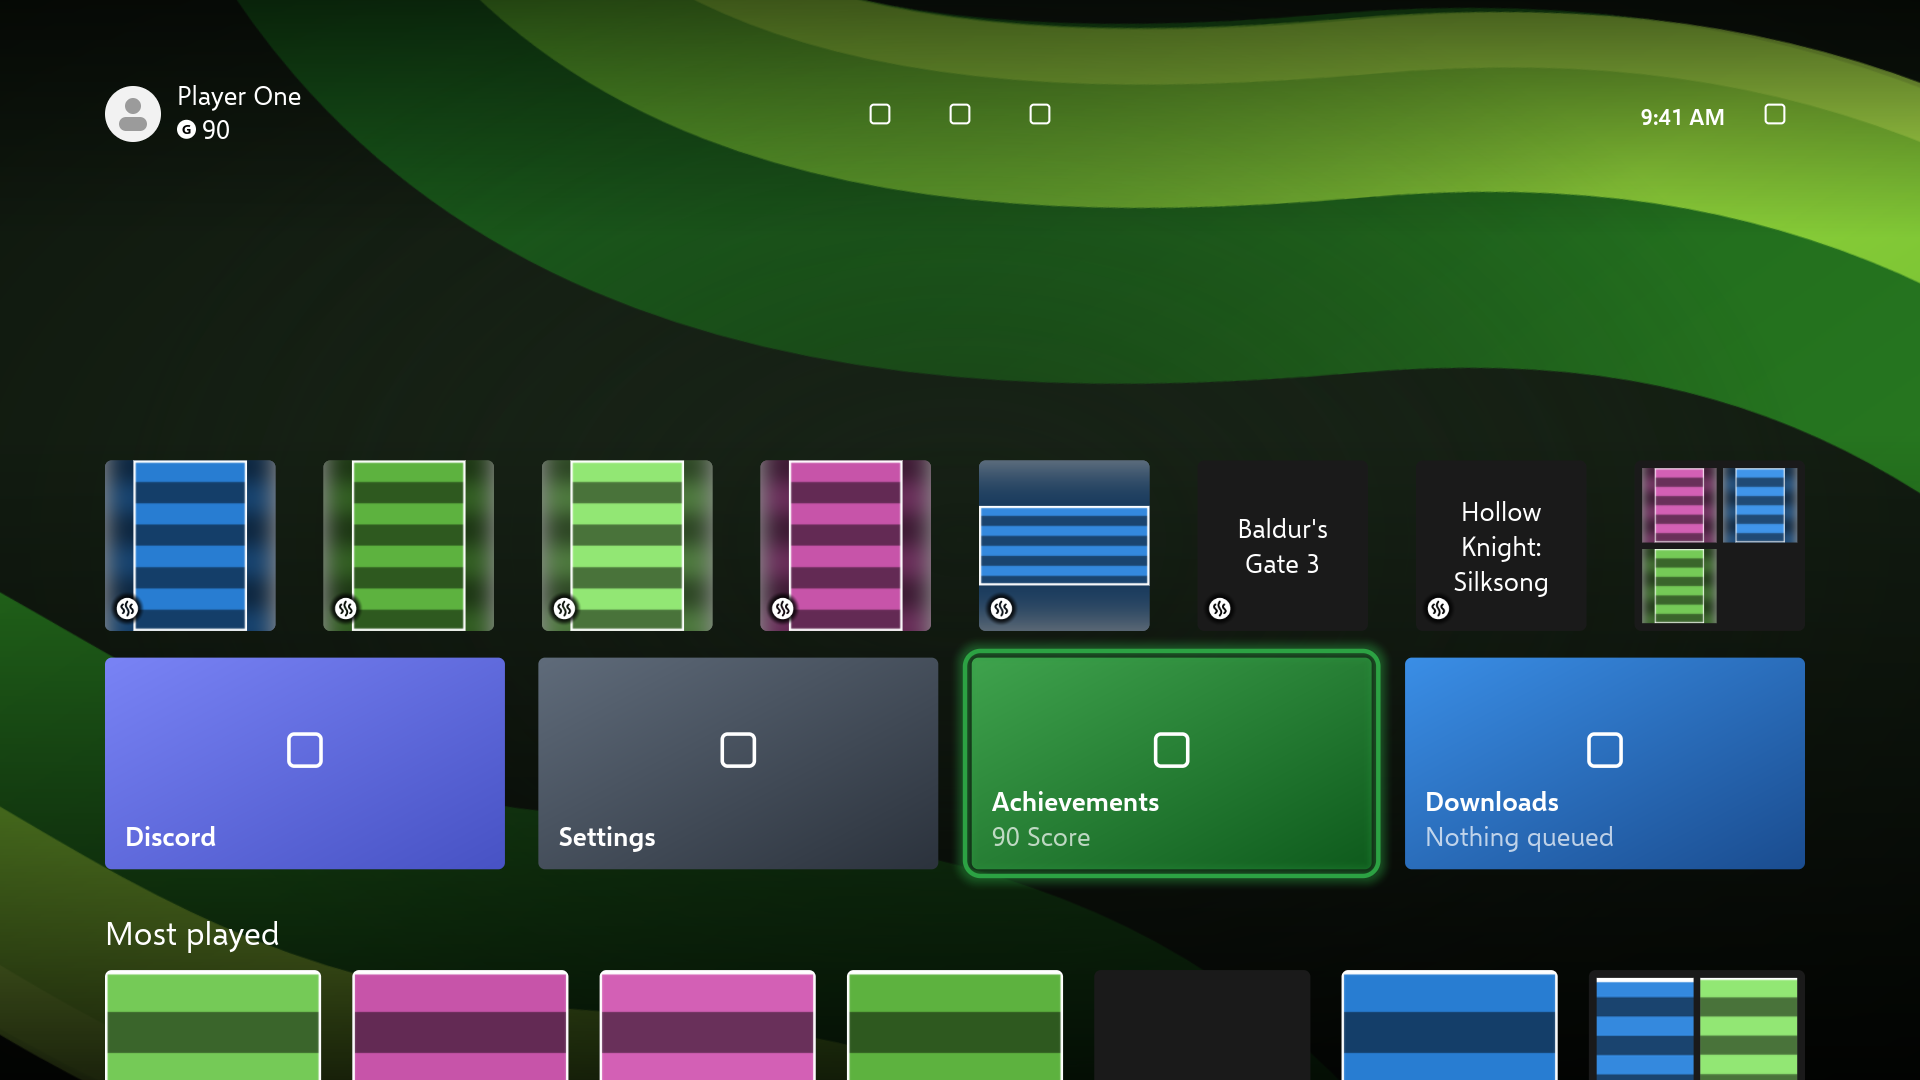 Player One
G 90
9:41 AM
Baldur's
Gate 3
Hollow
Knight:
Silksong
Discord
Settings
Achievements
90 Score
Downloads
Nothing queued
Most played